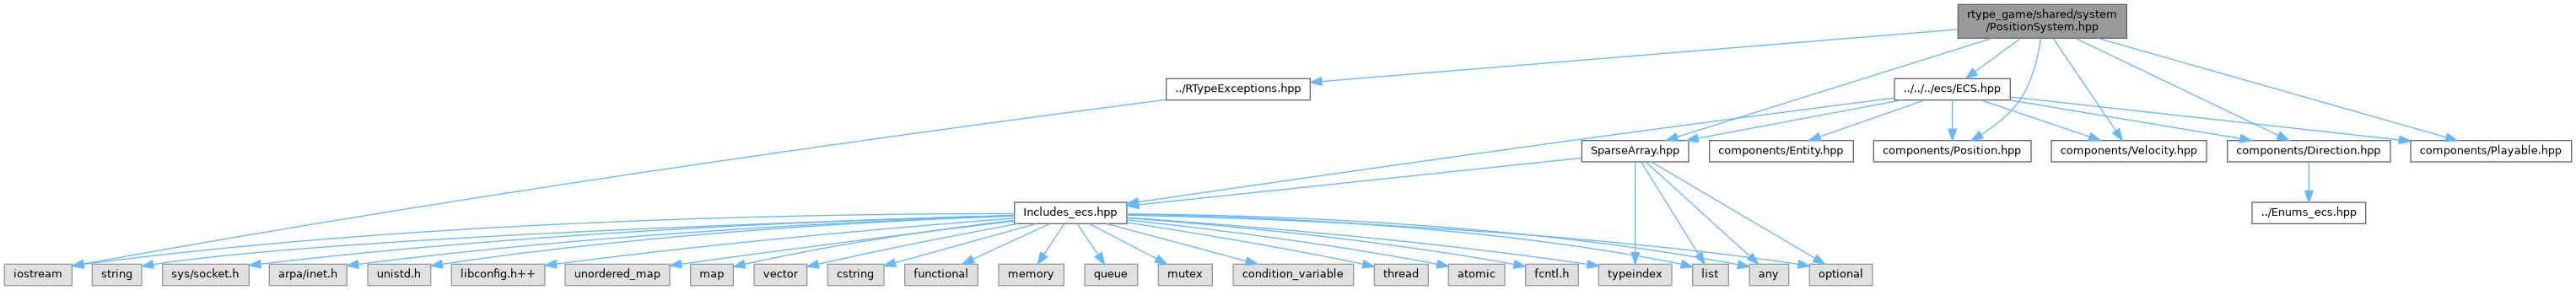 rtype_game/shared/system
/PositionSystem.hpp
../RTypeExceptions.hpp
../../../ecs/ECS.hpp
SparseArray.hpp
components/Entity.hpp
components/Position.hpp
components/Velocity.hpp
components/Direction.hpp
components/Playable.hpp
Includes_ecs.hpp
../Enums_ecs.hpp
iostream
string
sys/socket.h
arpa/inet.h
unistd.h
libconfig.h++
unordered_map
map
vector
cstring
functional
memory
queue
mutex
condition_variable
thread
atomic
fcntl.h
typeindex
list
any
optional